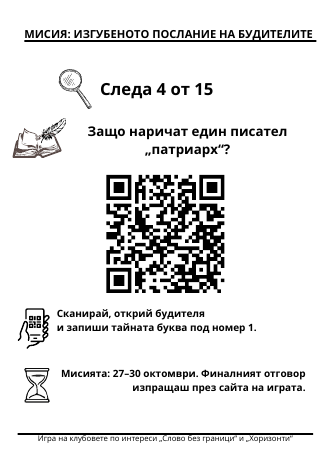 МИСИЯ: ИЗГУБЕНОТО ПОСЛАНИЕ НА БУДИТЕЛИТЕ
Следа 4 от 15
Защо наричат един писател
„патриарх“?
Сканирай, открий будителя
и запиши тайната буква под номер 1.
Мисията: 27–30 октомври. Финалният отговор
изпращаш през сайта на играта.
Игра на клубовете по интереси „Слово без граници“ и „Хоризонти“